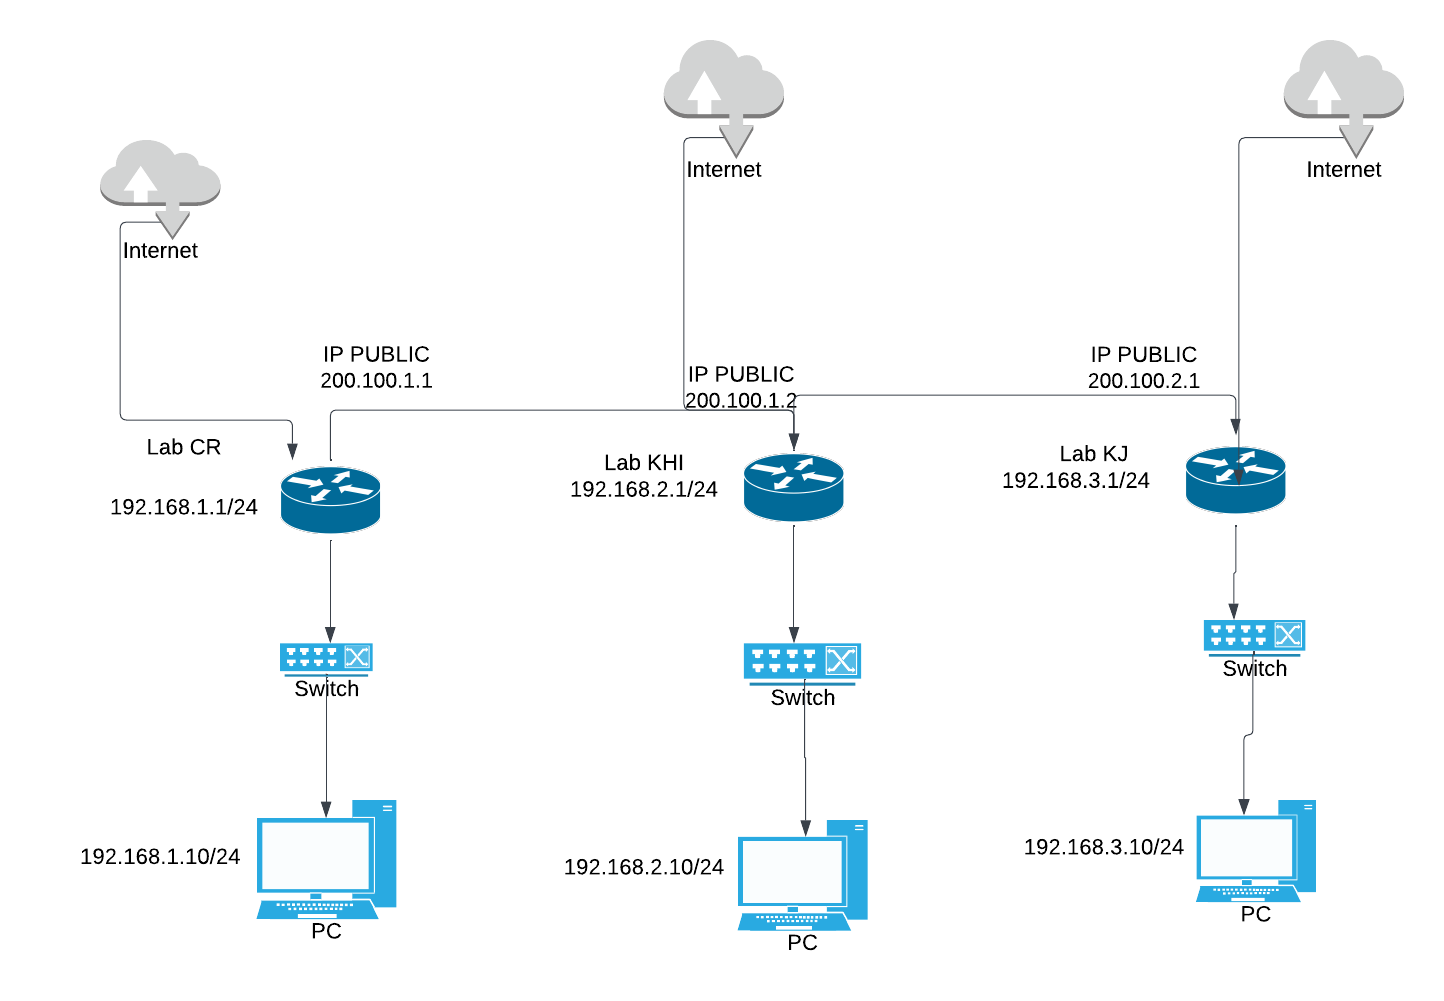 Internet
Internet
Internet
IP PUBLIC
200.100.1.1
IP PUBLIC
200.100.1.2
IP PUBLIC
200.100.2.1
Lab CR
192.168.1.1/24
Lab KHI
192.168.2.1/24
Lab KJ
192.168.3.1/24
Switch
Switch
Switch
192.168.1.10/24
PC
192.168.2.10/24
PC
192.168.3.10/24
PC